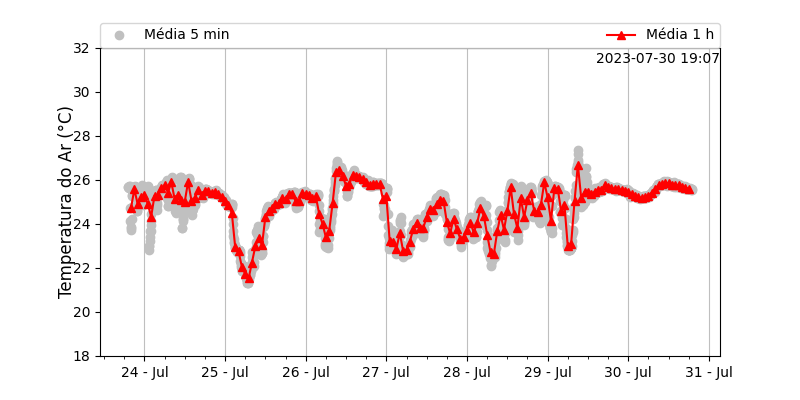 Média 5 min
Média 1 h
2023-07-30 19:07
Temperatura do Ar (°C)
32
30
28
26
24
22
20
18
24 - Jul
25 - Jul
26 - Jul
27 - Jul
28 - Jul
29 - Jul
30 - Jul
31 - Jul